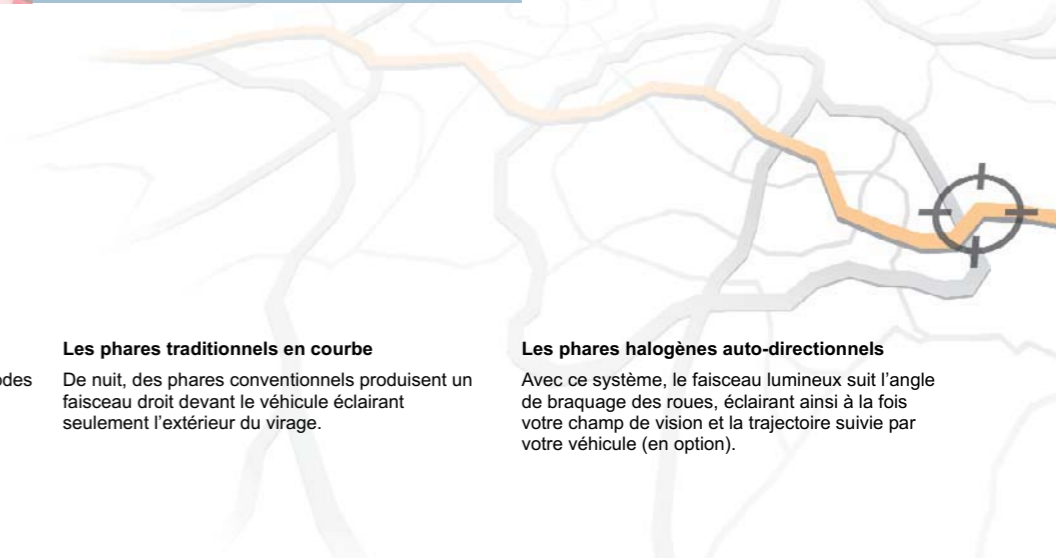 Les phares traditionnels en courbe
De nuit, des phares conventionnels produisent un
faisceau droit devant le véhicule éclairant
seulement l'extérieur du virage.
Les phares halogènes auto-directionnels
Avec ce système, le faisceau lumineux suit l'angle
de braquage des roues, éclairant ainsi à la fois
votre champ de vision et la trajectoire suivie par
votre véhicule (en option).